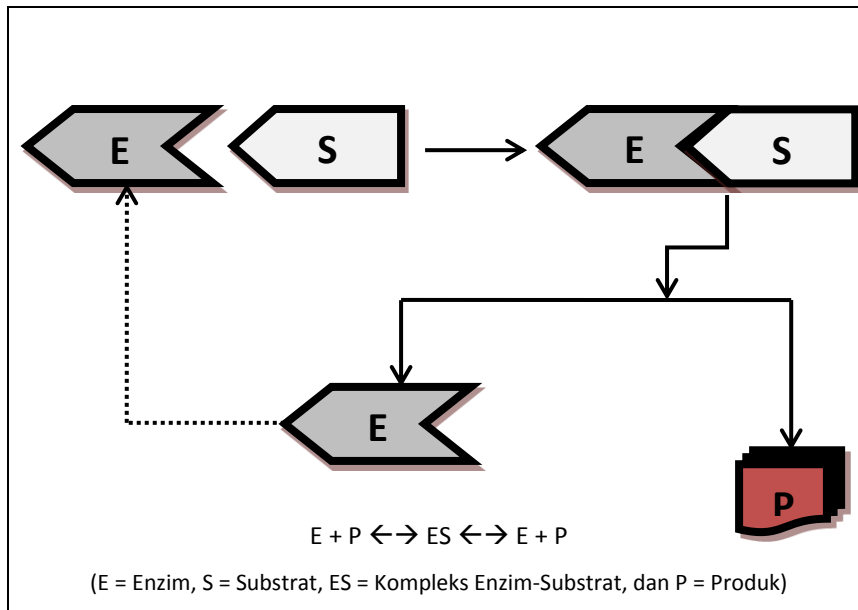 E S E S
E
P
E + P ←→ ES ←→ E + P
(E = Enzim, S = Substrat, ES = Kompleks Enzim-Substrat, dan P = Produk)